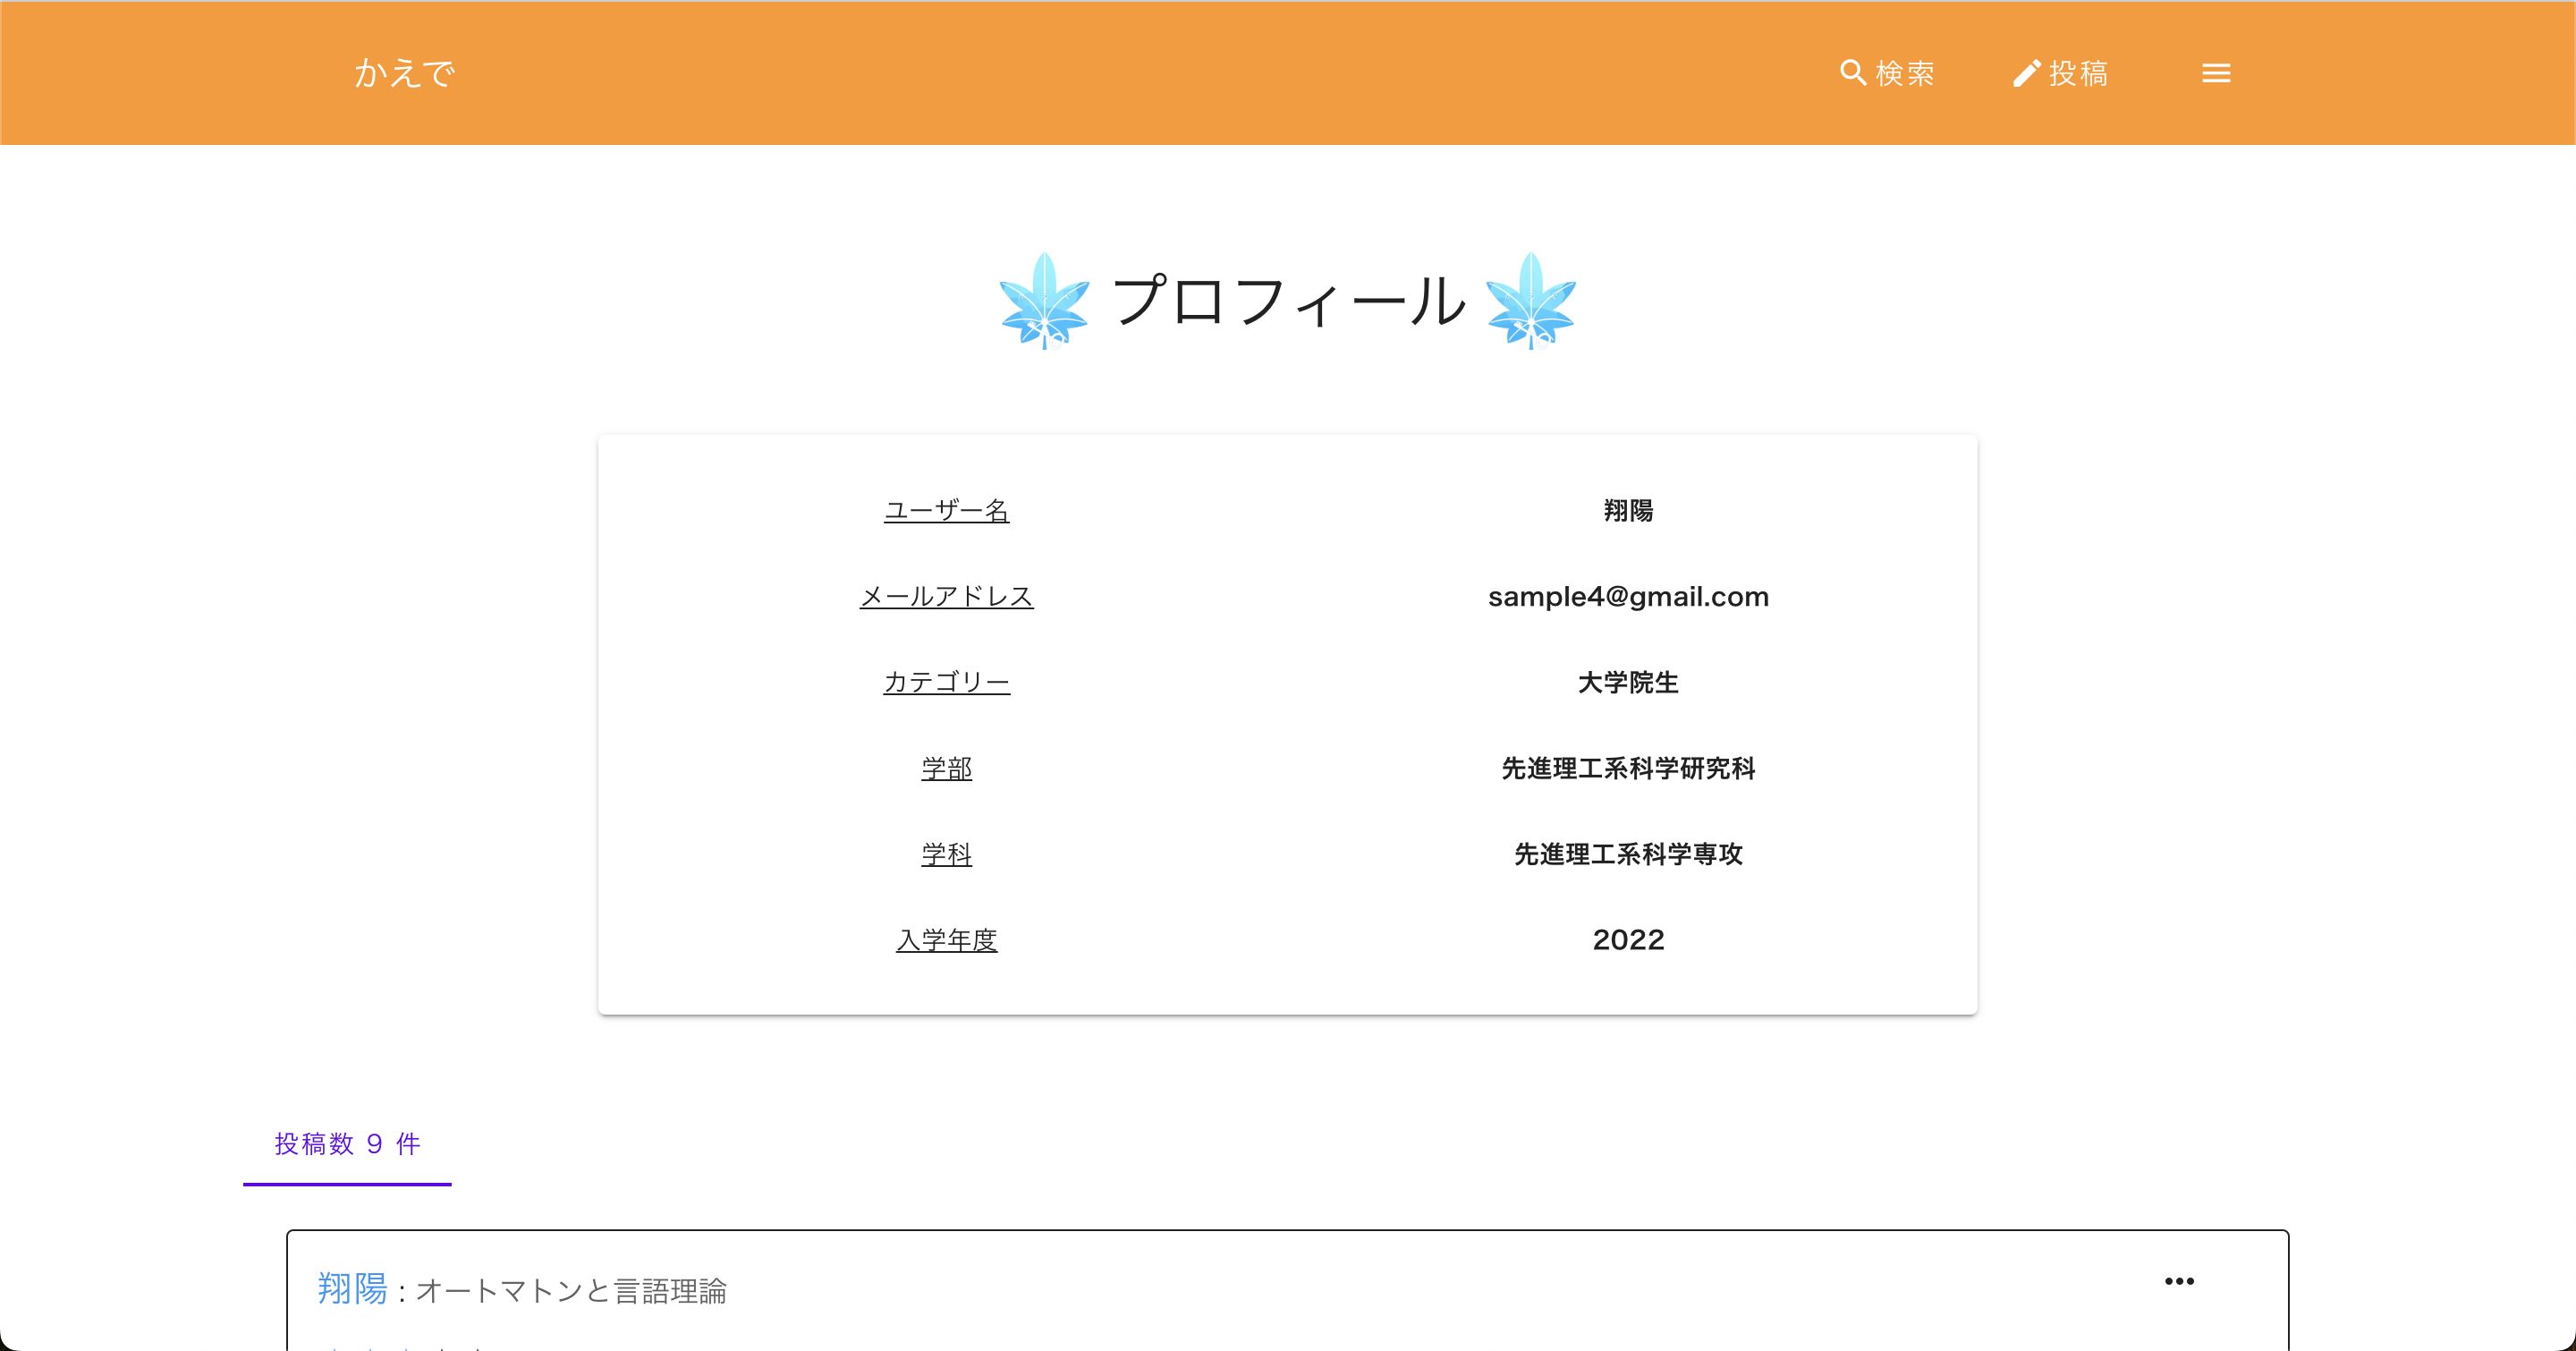 かえで
検索
投稿
プロフィール
ユーザー名 翔陽
メールアドレス sample4@gmail.com
カテゴリー 大学院生
学部 先進理工系科学研究科
学科 先進理工系科学専攻
入学年度 2022
投稿数 9 件
翔陽 : オートマトンと言語理論